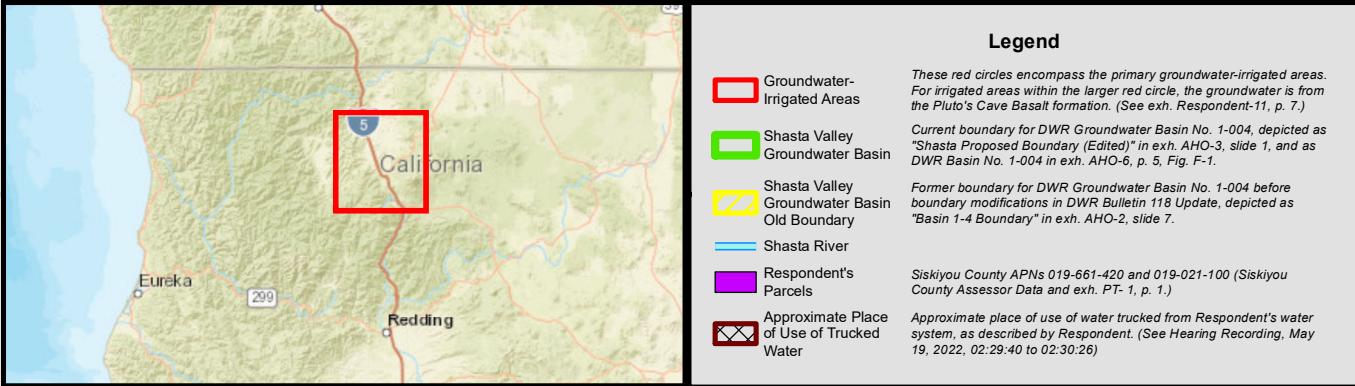 39
5
California
Eureka
299
Redding
Legend
Groundwater-
Irrigated Areas
These red circles encompass the primary groundwater-irrigated areas.
For irrigated areas within the larger red circle, the groundwater is from
the Pluto's Cave Basalt formation. (See exh. Respondent-11, p. 7.)
Shasta Valley
Groundwater Basin
Current boundary for DWR Groundwater Basin No. 1-004, depicted as
"Shasta Proposed Boundary (Edited)" in exh. AHO-3, slide 1, and as
DWR Basin No. 1-004 in exh. AHO-6, p. 5, Fig. F-1.
Shasta Valley
Groundwater Basin
Old Boundary
Former boundary for DWR Groundwater Basin No. 1-004 before
boundary modifications in DWR Bulletin 118 Update, depicted as
"Basin 1-4 Boundary" in exh. AHO-2, slide 7.
Shasta River
Respondent's
Parcels
Siskiyou County APNs 019-661-420 and 019-021-100 (Siskiyou
County Assessor Data and exh. PT- 1, p. 1.)
Approximate Place
of Use of Trucked
Water
Approximate place of use of water trucked from Respondent's water
system, as described by Respondent. (See Hearing Recording, May
19, 2022, 02:29:40 to 02:30:26)